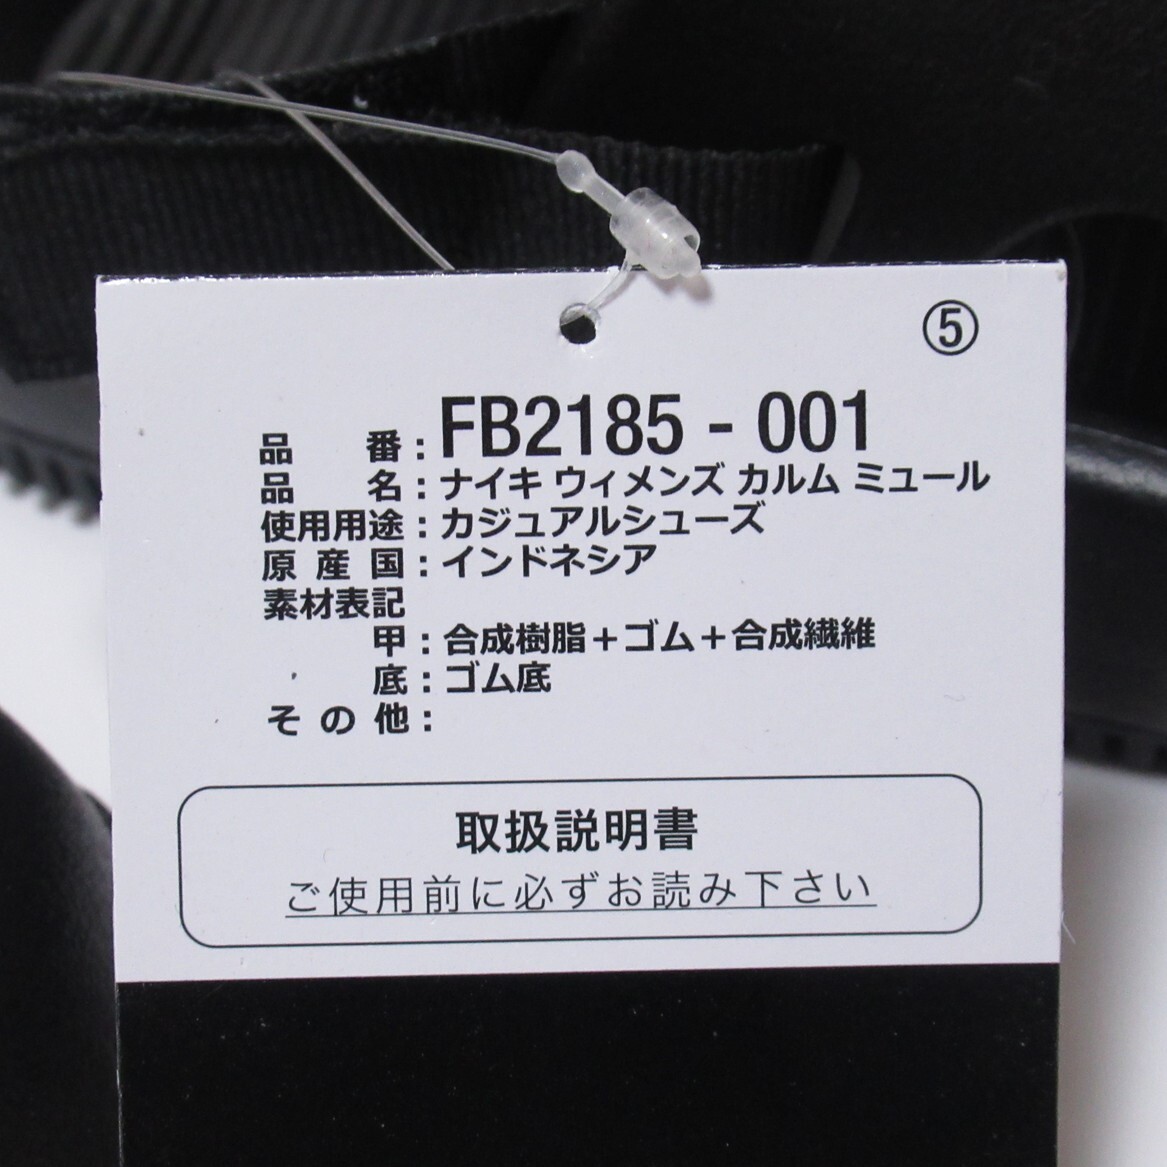 ⑤
品番:FB2185-001
品名:ナイキ ウィメンズ カルム ミュール
使用用途:カジュアルシューズ
原産国:インドネシア
素材表記
甲:合成樹脂+ゴム+合成繊維
底:ゴム底
その他:
取扱説明書
ご使用前に必ずお読み下さい